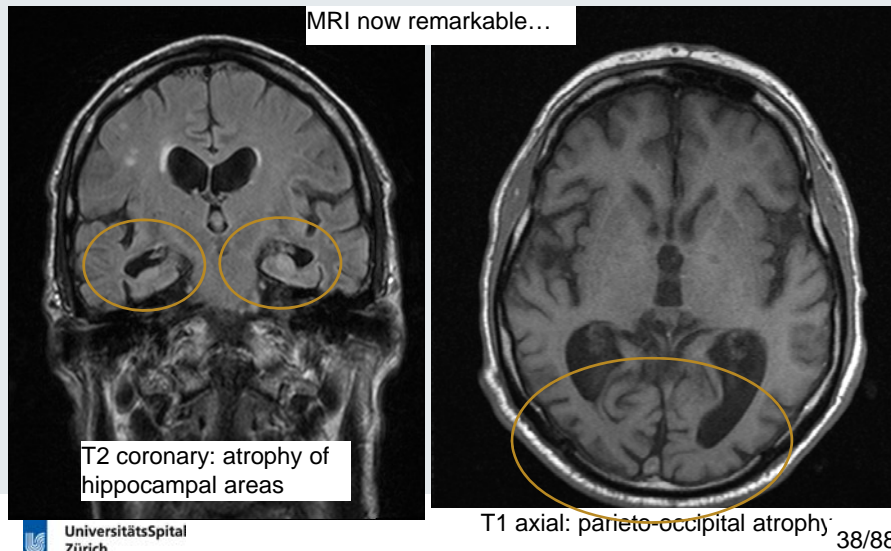 MRI now remarkable…
T2 coronary: atrophy of
hippocampal areas
T1 axial: parieto-occipital atrophy
UniversitätsSpital
Zürich
38/88